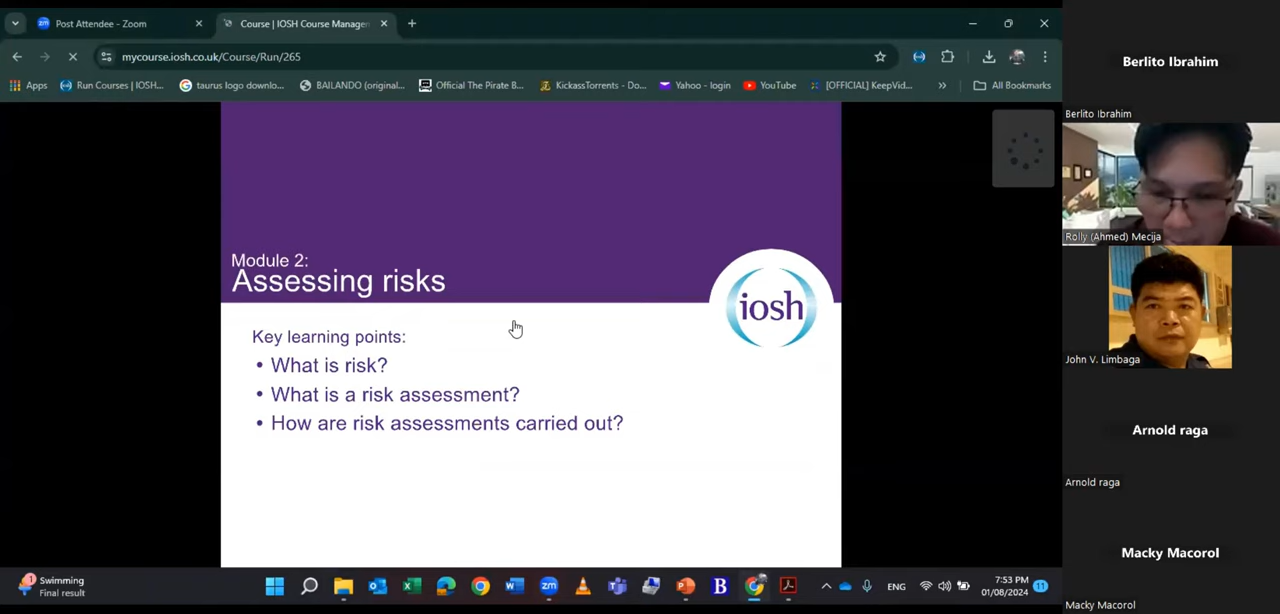 Post Attendee - Zoom
Course | IOSH Course Manage
mycourse.iosh.co.uk/Course/Run/265
Apps
Run Courses | IOSH...
taurus logo downlo...
BAILANDO (original...
Official The Pirate B...
KickassTorrents - Do...
Yahoo - login
YouTube
[OFFICIAL] KeepVid...
All Bookmarks
Module 2:
Assessing risks
iosh
Key learning points:
• What is risk?
• What is a risk assessment?
• How are risk assessments carried out?
Berlito Ibrahim
Berlito Ibrahim
Rolly (Ahmed) Mecija
John V. Limbaga
Arnold raga
Arnold raga
Macky Macorol
Macky Macorol
1
Swimming
Final result
ENG
7:53 PM
01/08/2024
11